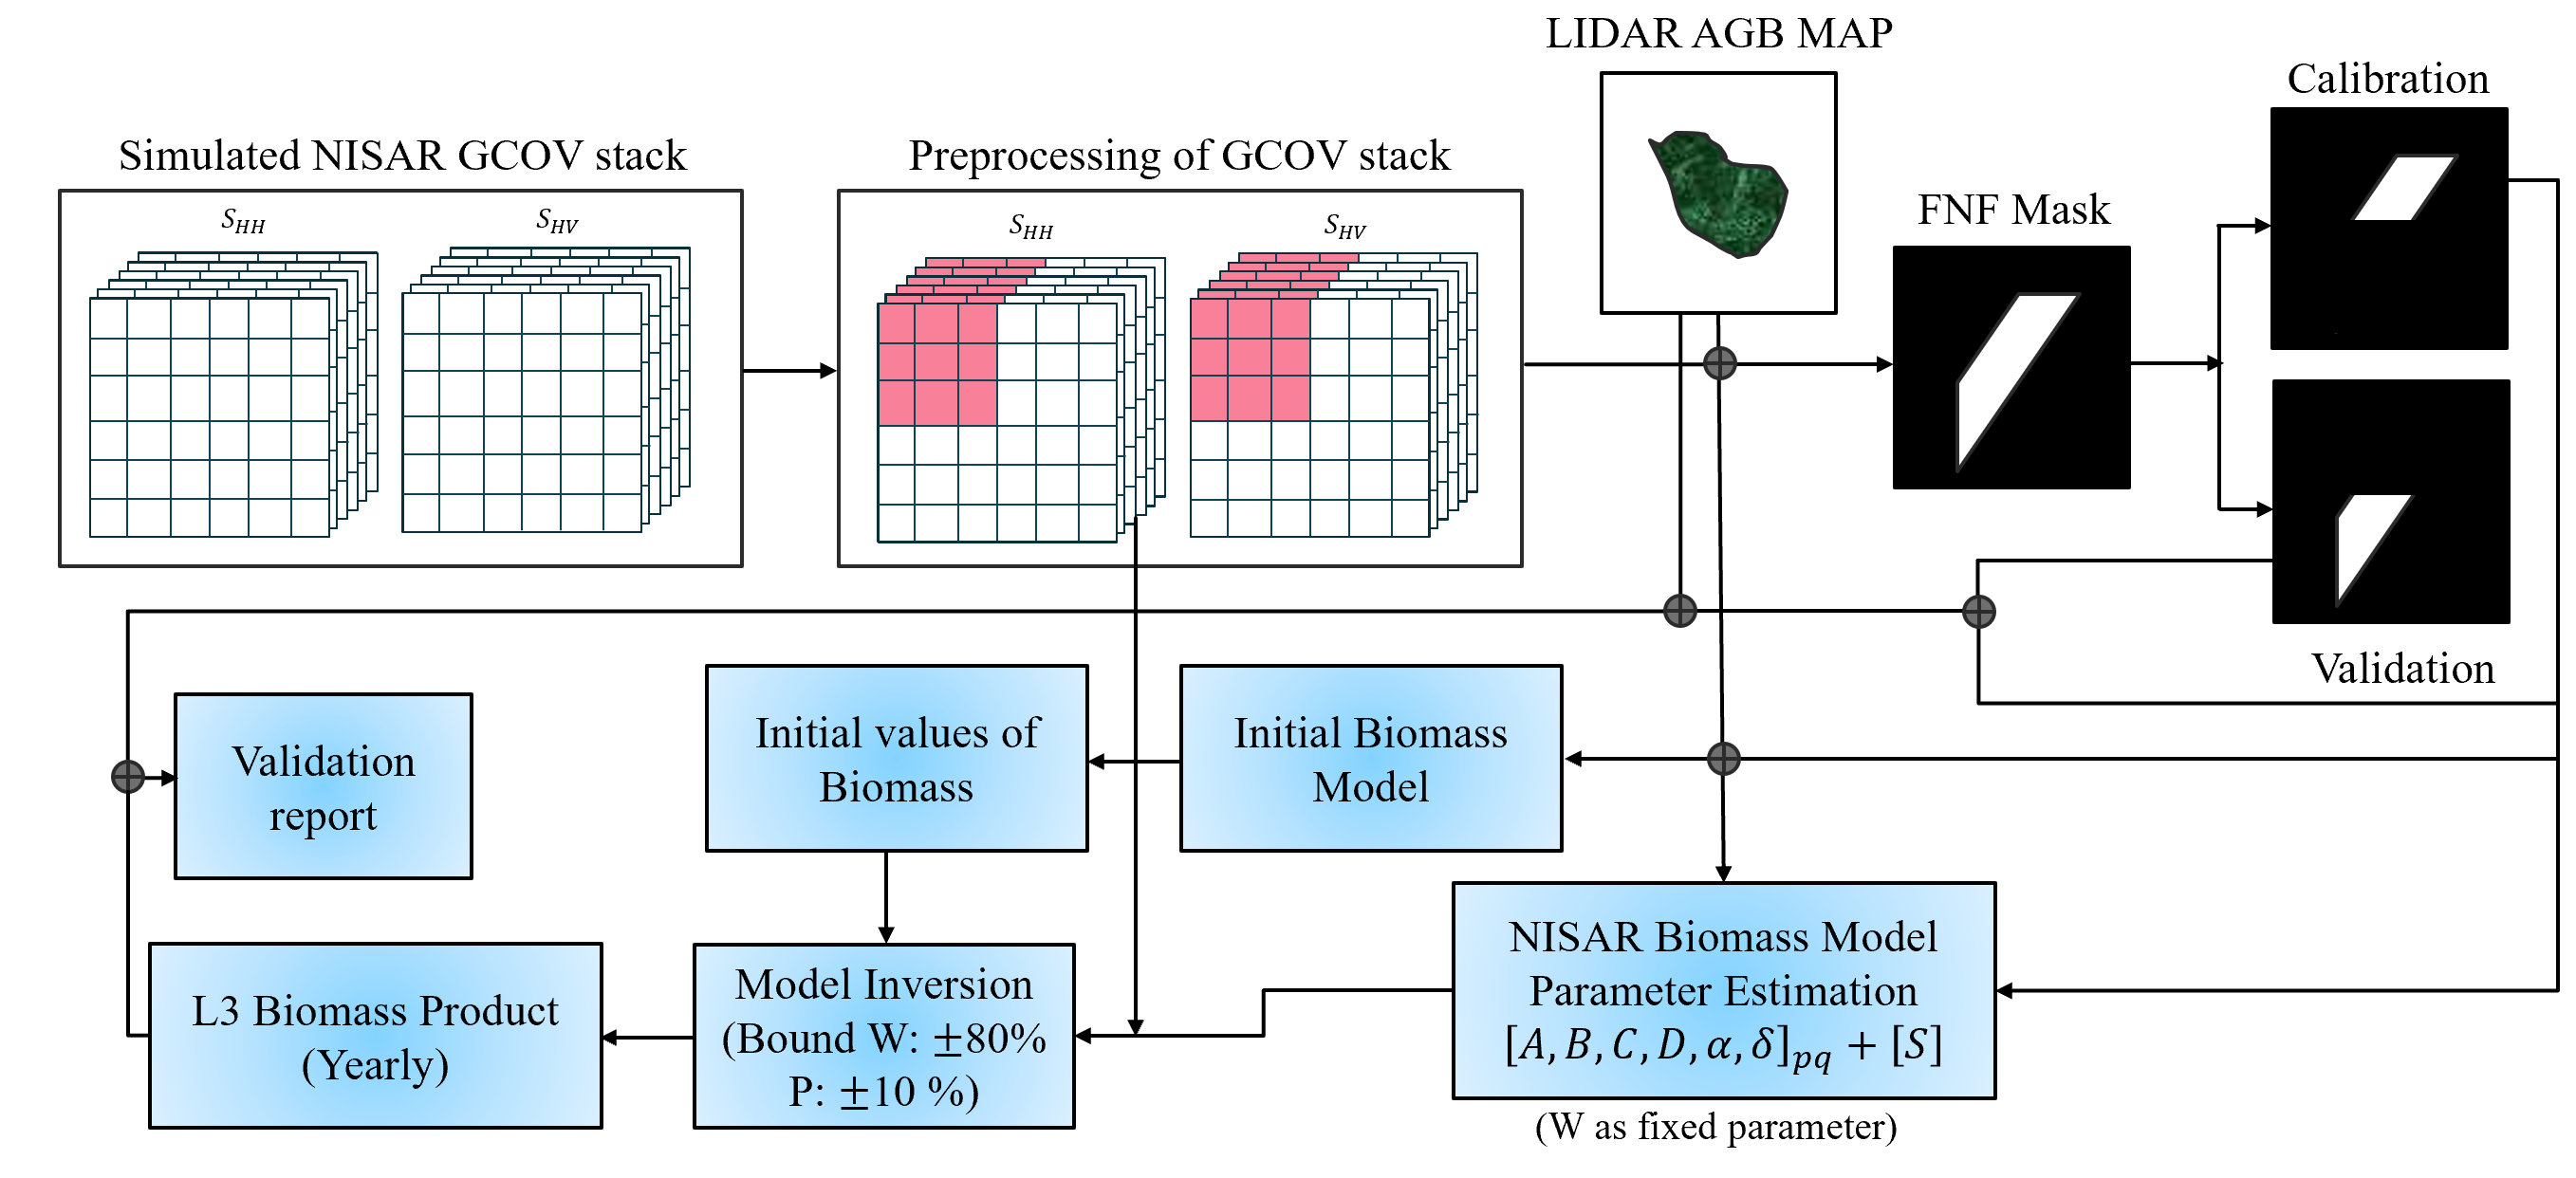 LIDAR AGB MAP
Calibration
Simulated NISAR GCOV stack
Preprocessing of GCOV stack
FNF Mask
S_HH
S_HV
S_HH
S_HV
Validation
Validation
report
Initial values of
Biomass
Initial Biomass
Model
L3 Biomass Product
(Yearly)
Model Inversion
(Bound W: ±80%
P: ±10 %)
NISAR Biomass Model
Parameter Estimation
[A, B, C, D, α, δ]_pq + [S]
(W as fixed parameter)